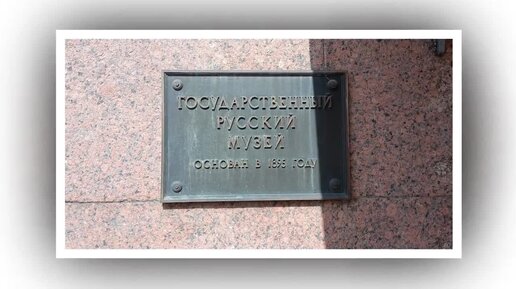 ГОСУДАРСТВЕННЫЙ
РУССКИЙ
МУЗЕЙ
ОСНОВАН В 1895 ГОДУ